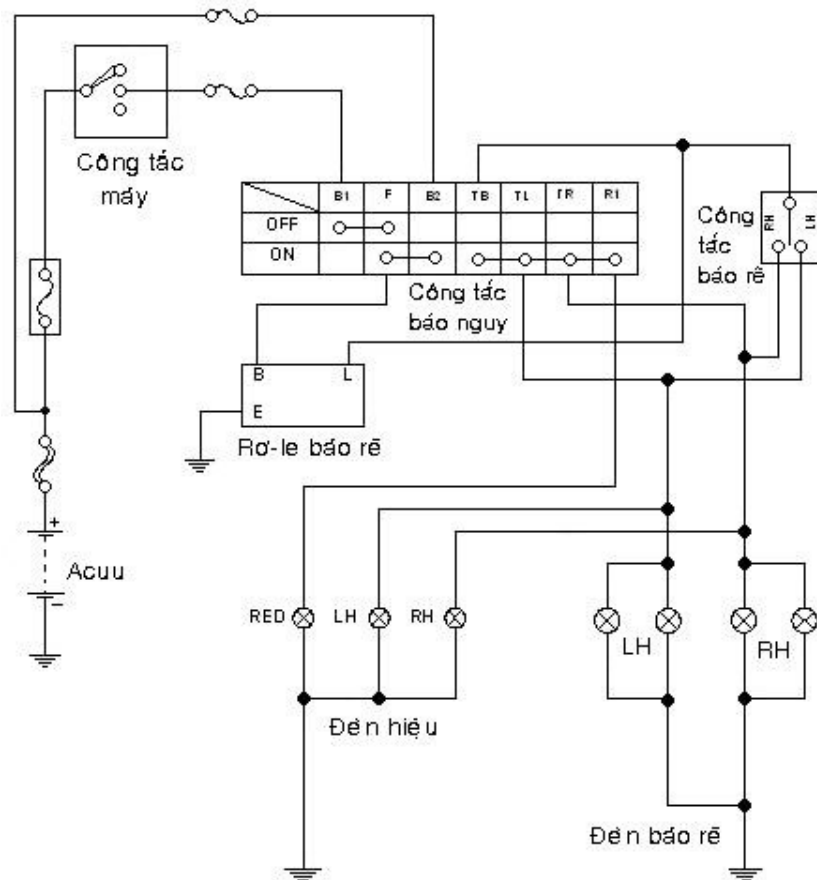 Công tắc
máy
B1 F B2 TB TL TR R1
OFF
ON
Công tắc
báo nguy
RH
LH
Công
tắc
báo rẽ
B L
E
Rơ-le báo rẽ
+
Acuu
−
RED LH RH
LH
RH
Đèn hiệu
Đèn báo rẽ